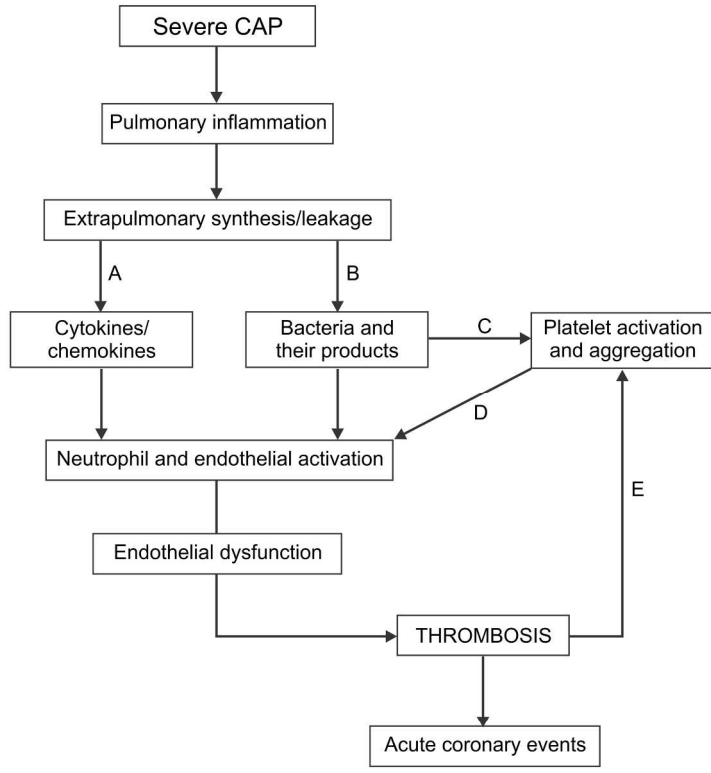 Severe CAP
Pulmonary inflammation
Extrapulmonary synthesis/leakage
A
B
Cytokines/
chemokines
Bacteria and
their products
C
Platelet activation
and aggregation
D
Neutrophil and endothelial activation
E
Endothelial dysfunction
THROMBOSIS
Acute coronary events